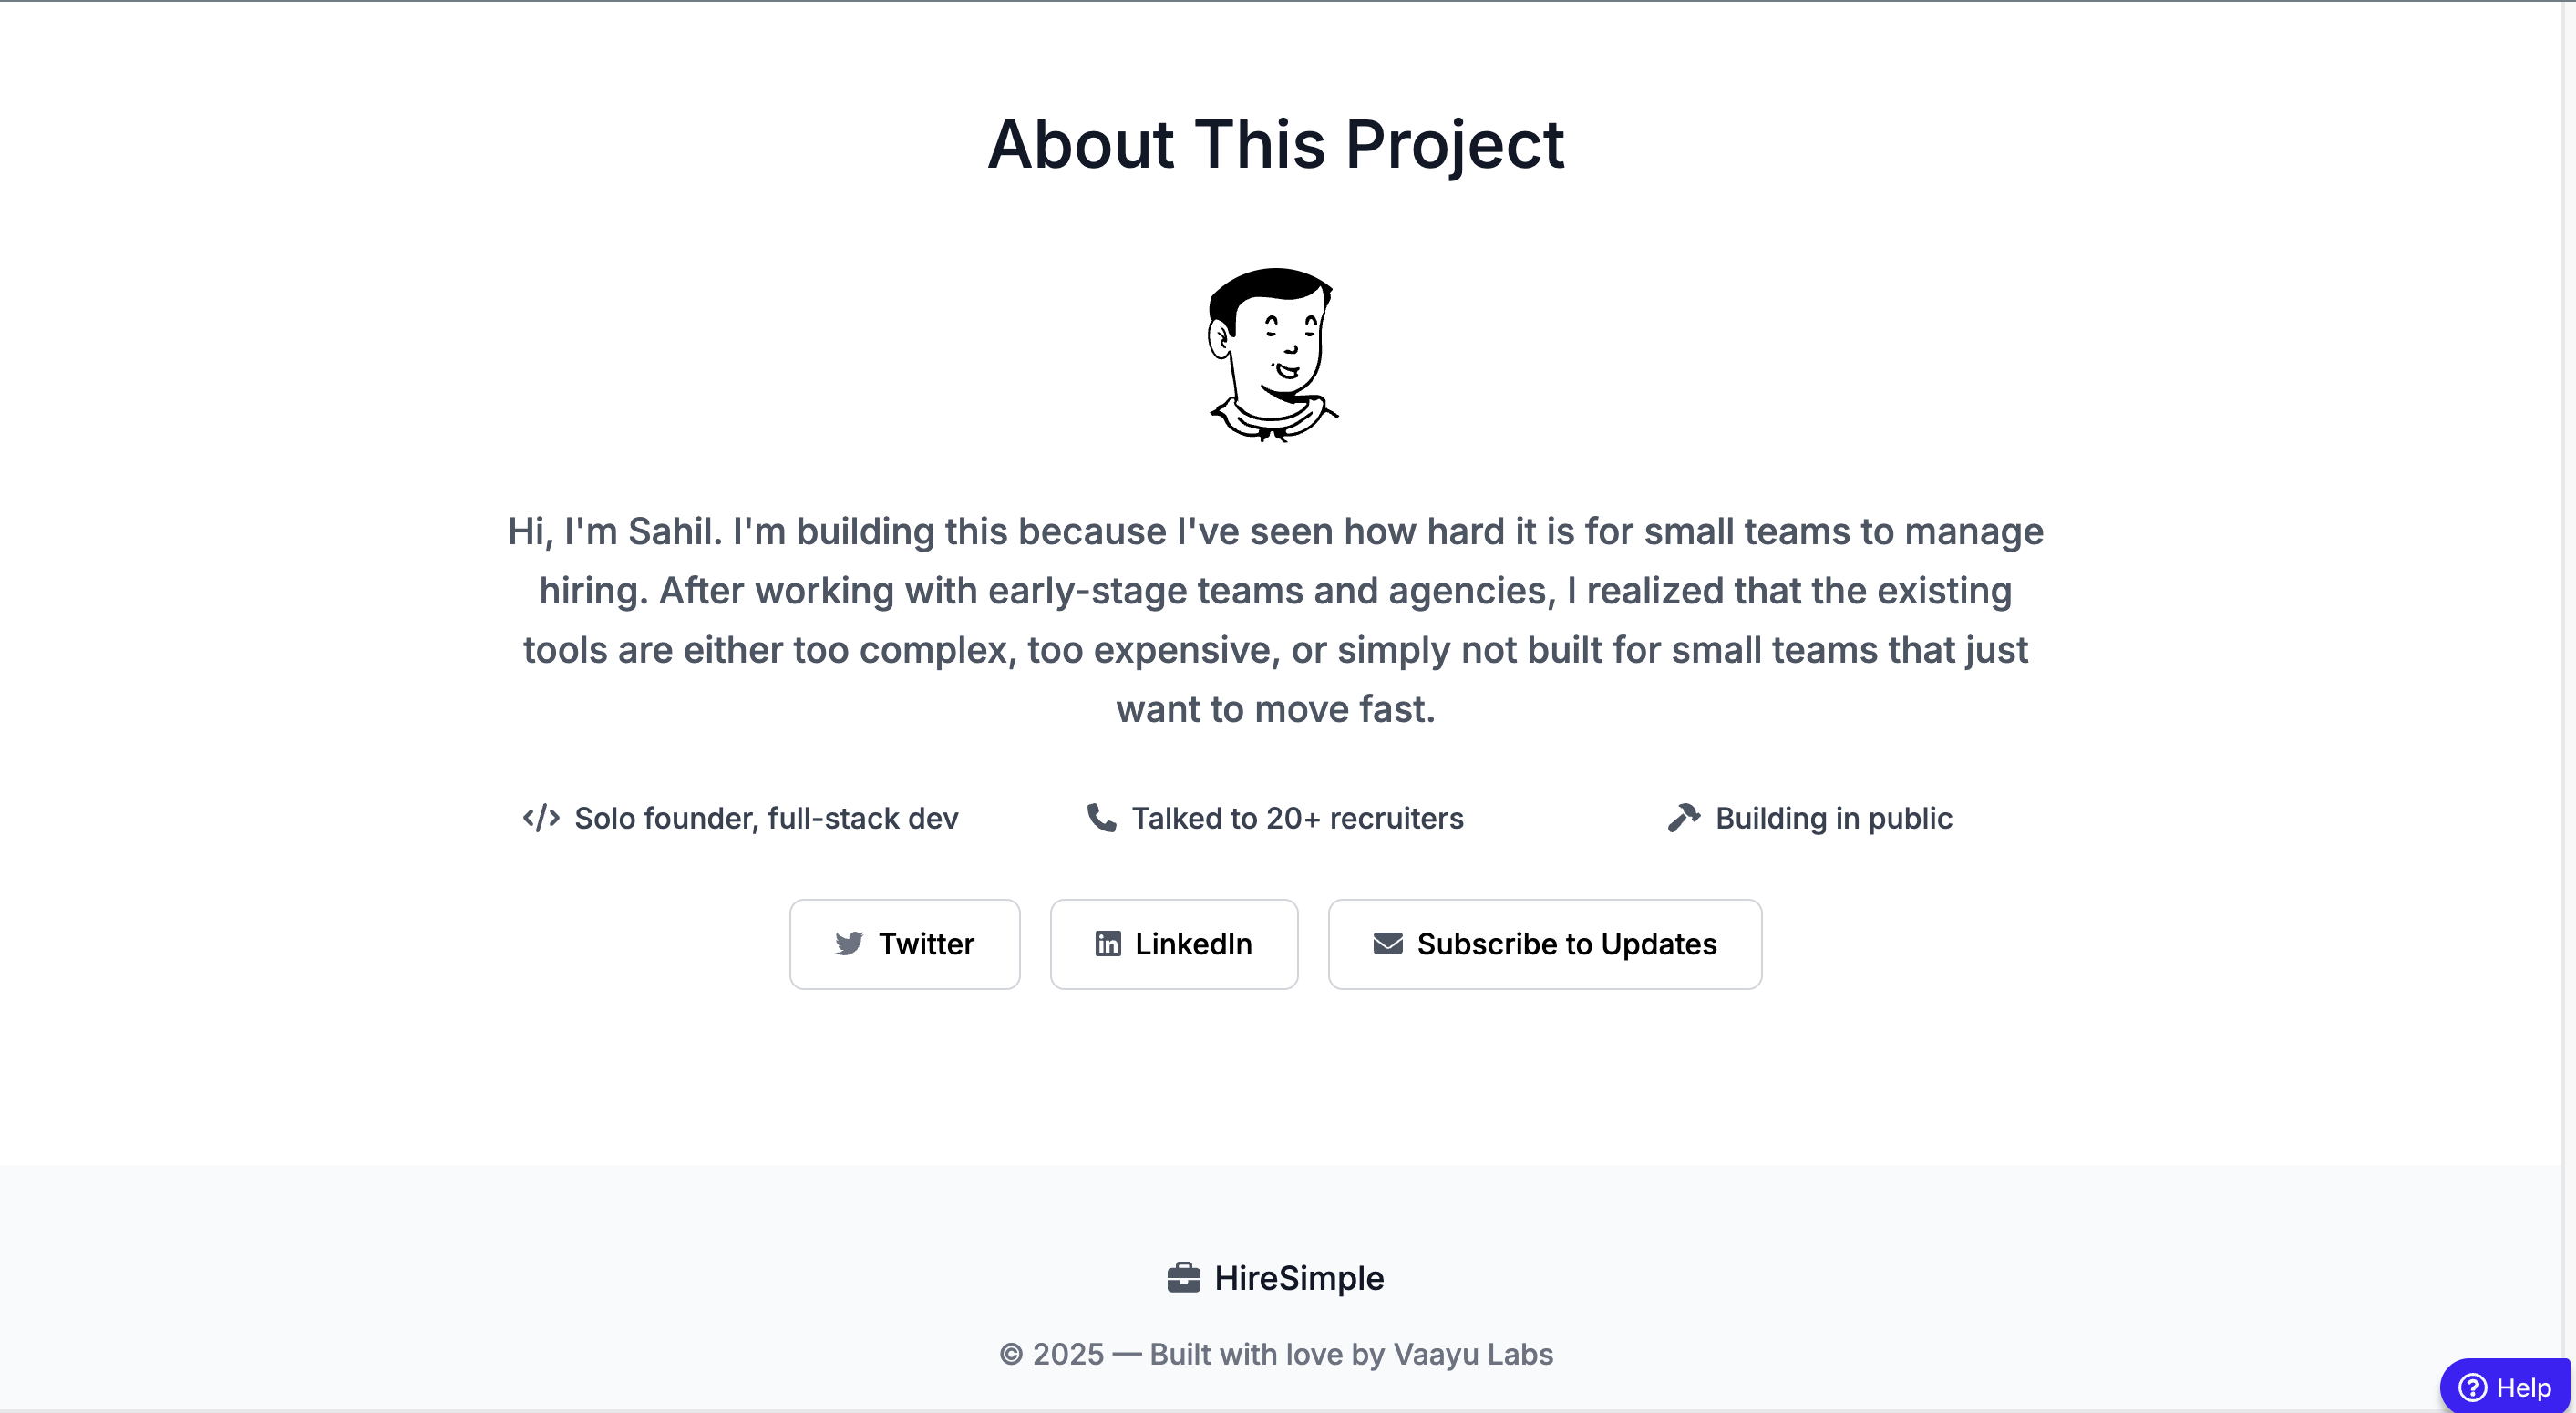 About This Project
Hi, I'm Sahil. I'm building this because I've seen how hard it is for small teams to manage
hiring. After working with early-stage teams and agencies, I realized that the existing
tools are either too complex, too expensive, or simply not built for small teams that just
want to move fast.
Solo founder, full-stack dev
Talked to 20+ recruiters
Building in public
Twitter
LinkedIn
Subscribe to Updates
HireSimple
© 2025 — Built with love by Vaayu Labs
Help